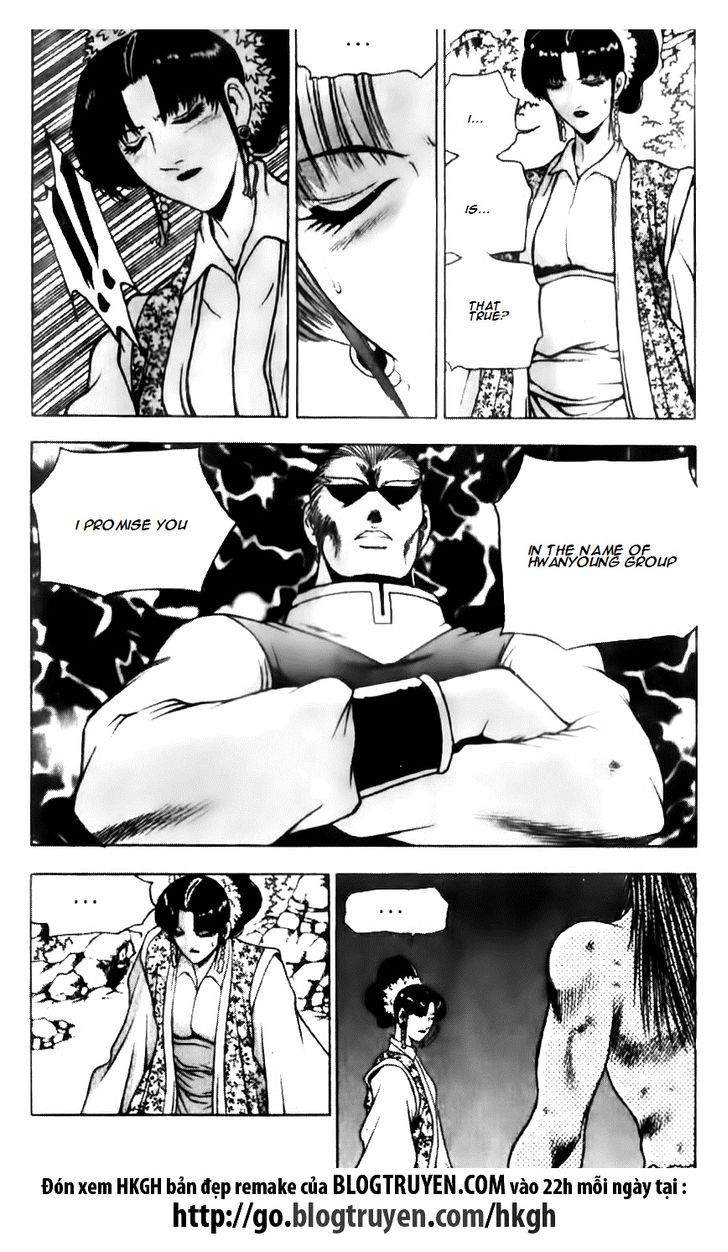 ...
I...
IS...
THAT
TRUE?
I PROMISE YOU
IN THE NAME OF
HWANYOUNG GROUP
...
...
Đón xem HKGH bản đẹp remake của BLOGTRUYEN.COM vào 22h mỗi ngày tại :
http://go.blogtruyen.com/hkgh